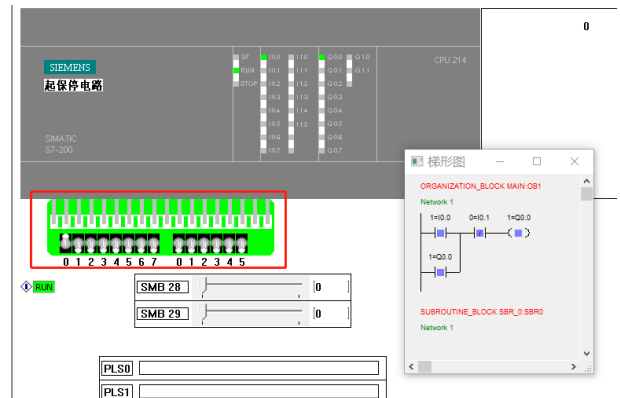 0
SIEMENS
起保停电路
SF I0.0 I1.0 Q0.0 Q1.0
RUN I0.1 I1.1 Q0.1 Q1.1
STOP I0.2 I1.2 Q0.2
I0.3 I1.3 Q0.3
I0.4 I1.4 Q0.4
I0.5 I1.5 Q0.5
I0.6 Q0.6
I0.7 Q0.7
CPU 214
SIMATIC
S7-200
0 1 2 3 4 5 6 7 0 1 2 3 4 5
RUN
SMB 28 [0 ]
SMB 29 [0 ]
PLS0
PLS1
梯形图
ORGANIZATION_BLOCK MAIN:OB1
Network 1
1=I0.0 0=I0.1 1=Q0.0
1=Q0.0
SUBROUTINE_BLOCK SBR_0:SBR0
Network 1